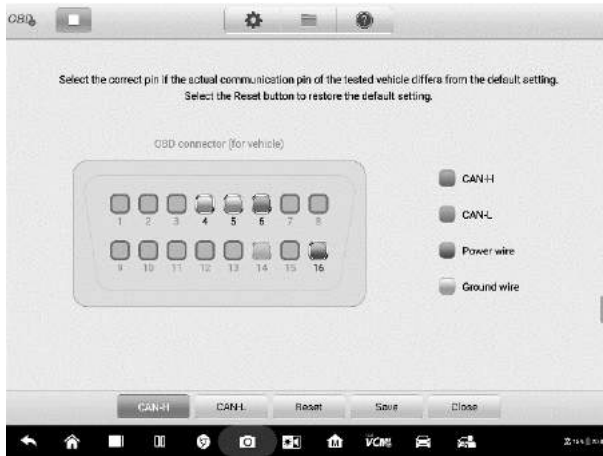 OBD
Select the correct pin if the actual communication pin of the tested vehicle differs from the default setting.
Select the Reset button to restore the default setting.
OBD connector (for vehicle)
CAN-H
1 2 3 4 5 6 7 8
CAN-L
Power wire
9 10 11 12 13 14 15 16
Ground wire
CAN-H CAN-L Reset Save Close
M VCMI